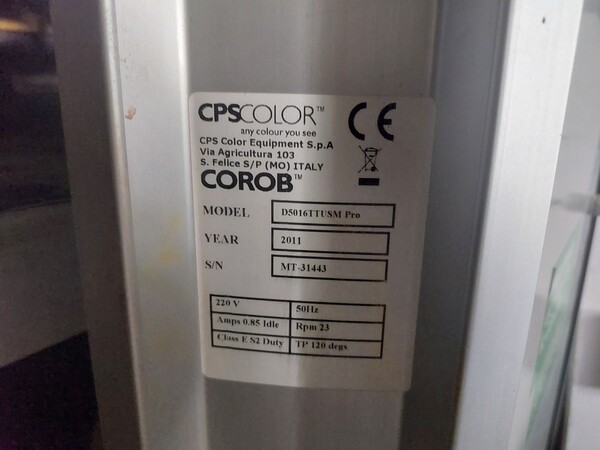 CPSCOLOR™
any colour you see
CPS Color Equipment S.p.A
Via Agricultura 103
S. Felice S/P (MO) ITALY
COROB™
CE
MODEL D5016TTUSM Pro
YEAR 2011
S/N MT-31443
220 V 50Hz
Amps 0.85 Idle Rpm 23
Class E S2 Duty TP 120 degs